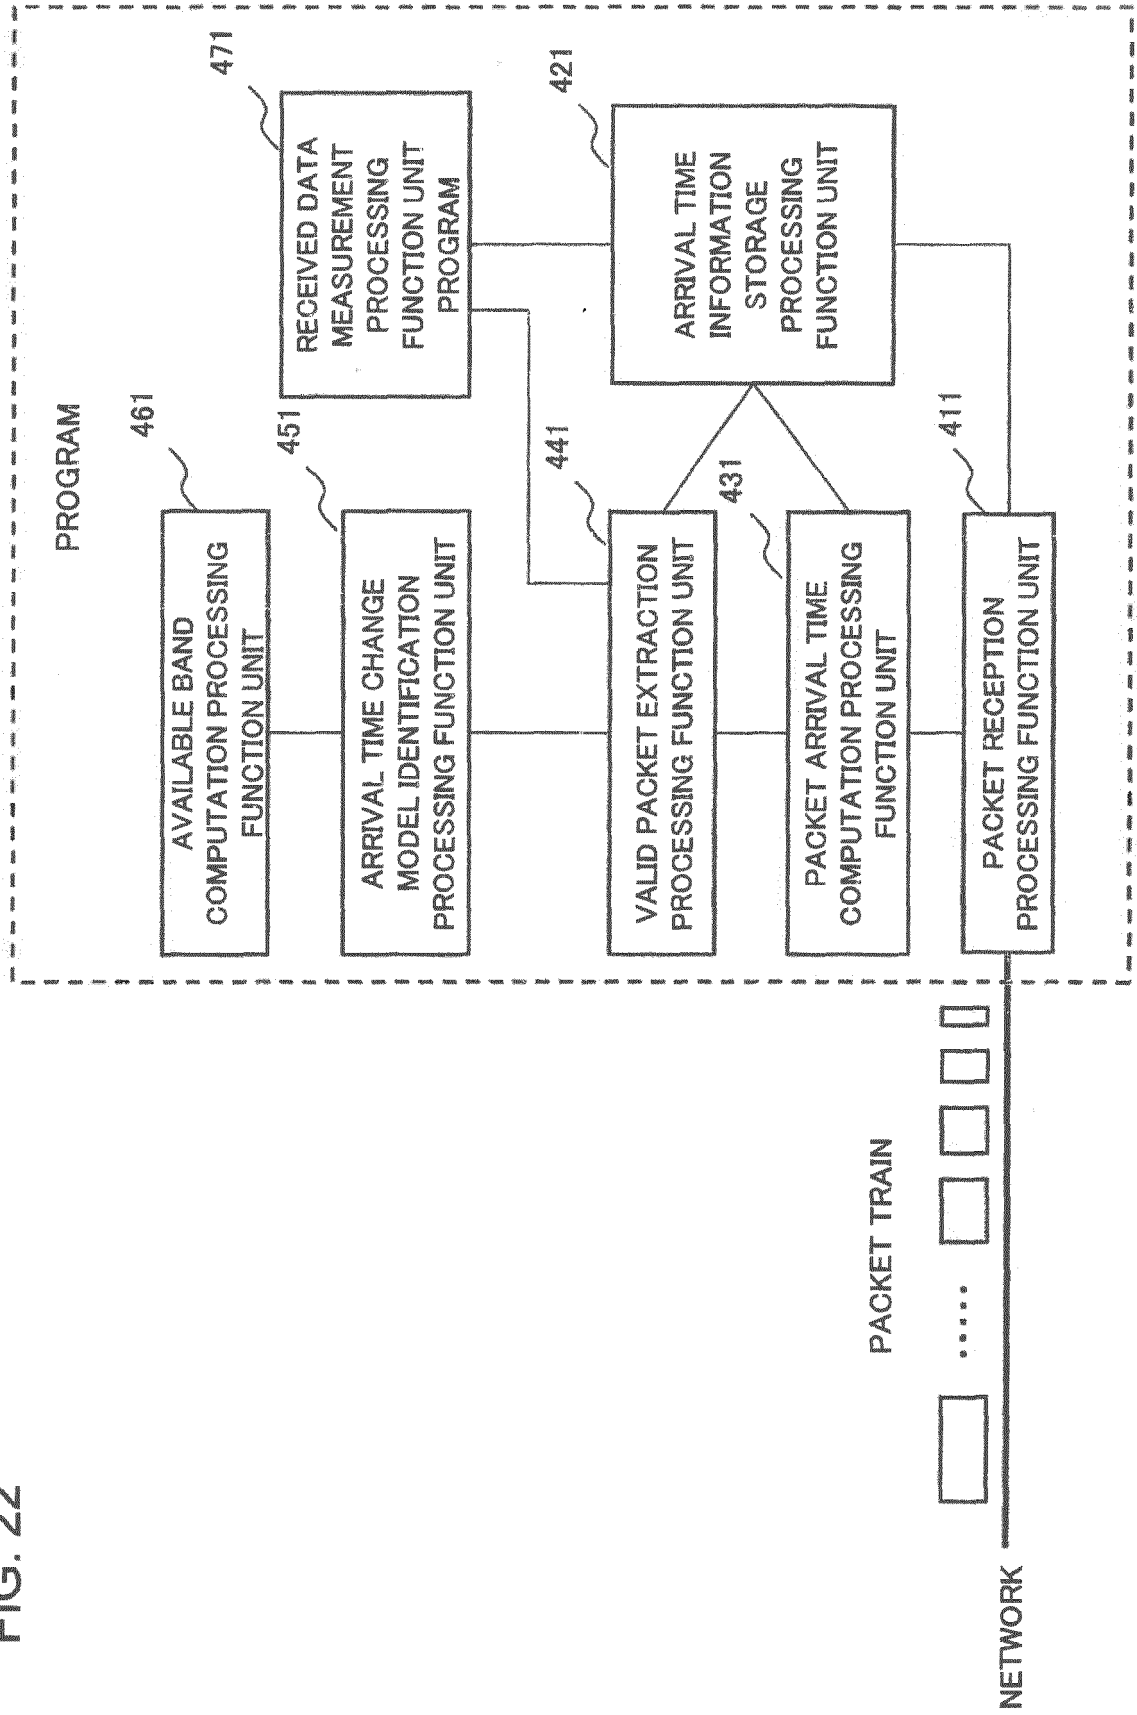 FIG. 22
PROGRAM
461
AVAILABLE BAND
COMPUTATION PROCESSING
FUNCTION UNIT
471
RECEIVED DATA
MEASUREMENT
PROCESSING
FUNCTION UNIT
PROGRAM
451
ARRIVAL TIME CHANGE
MODEL IDENTIFICATION
PROCESSING FUNCTION UNIT
441
VALID PACKET EXTRACTION
PROCESSING FUNCTION UNIT
421
ARRIVAL TIME
INFORMATION
STORAGE
PROCESSING
FUNCTION UNIT
431
PACKET ARRIVAL TIME
COMPUTATION PROCESSING
FUNCTION UNIT
411
PACKET RECEPTION
PROCESSING FUNCTION UNIT
PACKET TRAIN
NETWORK